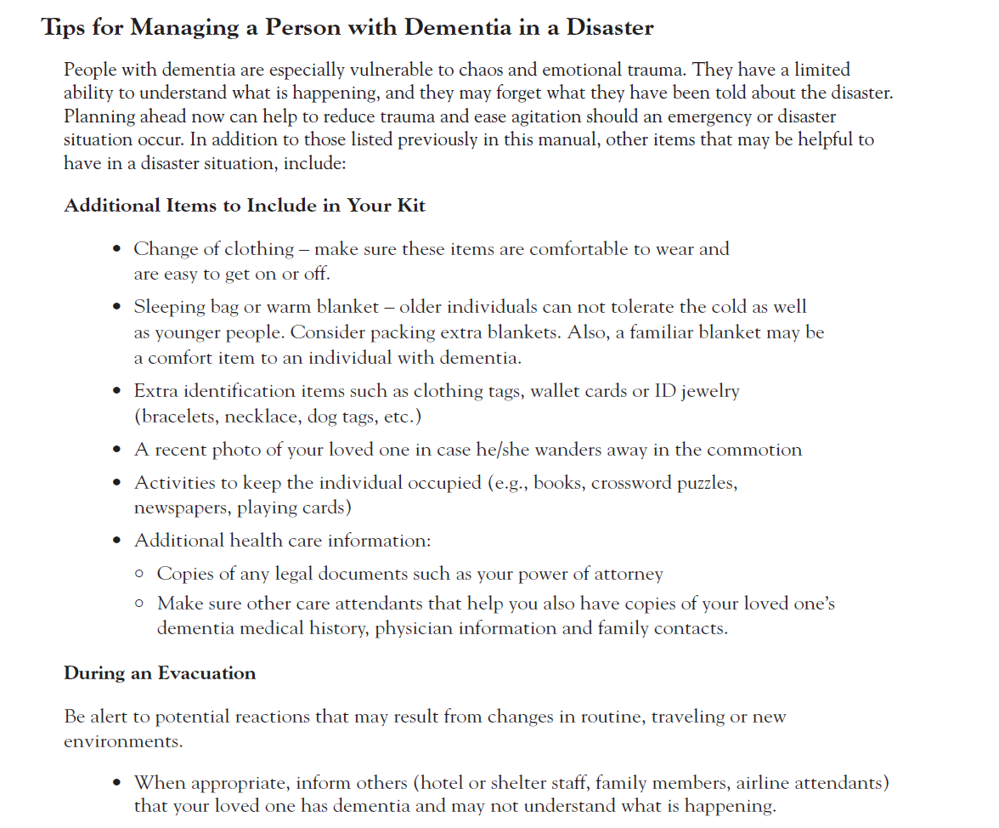 Tips for Managing a Person with Dementia in a Disaster
People with dementia are especially vulnerable to chaos and emotional trauma. They have a limited
ability to understand what is happening, and they may forget what they have been told about the disaster.
Planning ahead now can help to reduce trauma and ease agitation should an emergency or disaster
situation occur. In addition to those listed previously in this manual, other items that may be helpful to
have in a disaster situation, include:
Additional Items to Include in Your Kit
• Change of clothing – make sure these items are comfortable to wear and
are easy to get on or off.
• Sleeping bag or warm blanket – older individuals can not tolerate the cold as well
as younger people. Consider packing extra blankets. Also, a familiar blanket may be
a comfort item to an individual with dementia.
• Extra identification items such as clothing tags, wallet cards or ID jewelry
(bracelets, necklace, dog tags, etc.)
• A recent photo of your loved one in case he/she wanders away in the commotion
• Activities to keep the individual occupied (e.g., books, crossword puzzles,
newspapers, playing cards)
• Additional health care information:
○ Copies of any legal documents such as your power of attorney
○ Make sure other care attendants that help you also have copies of your loved one’s
dementia medical history, physician information and family contacts.
During an Evacuation
Be alert to potential reactions that may result from changes in routine, traveling or new
environments.
• When appropriate, inform others (hotel or shelter staff, family members, airline attendants)
that your loved one has dementia and may not understand what is happening.